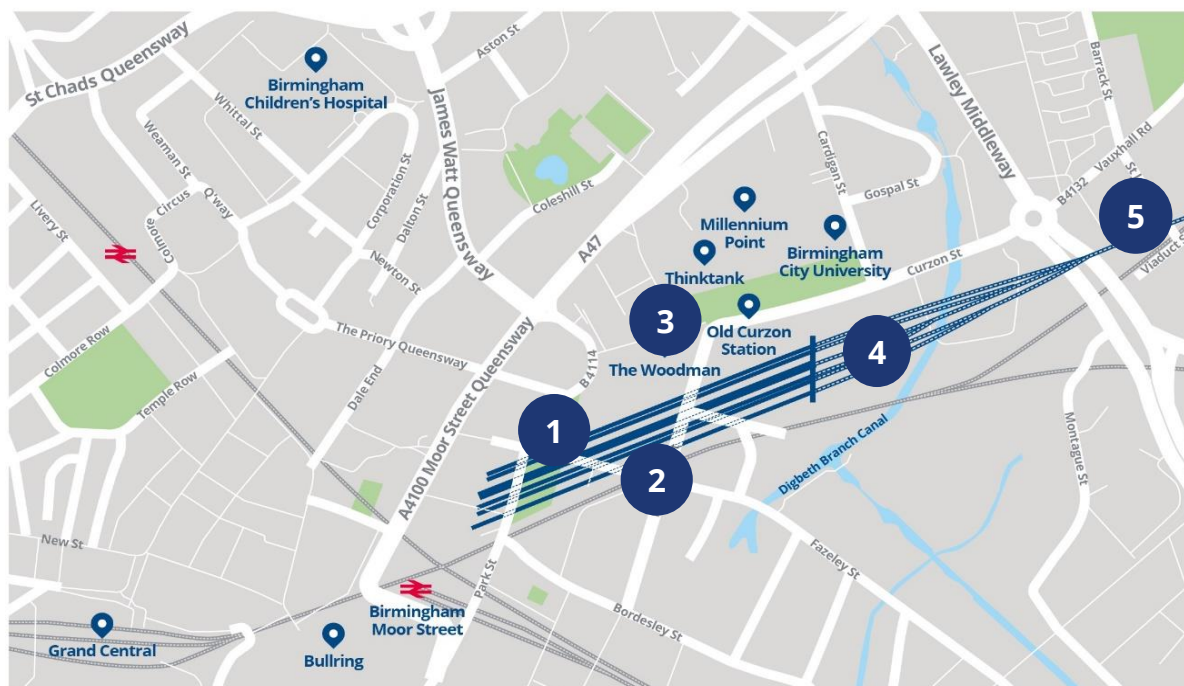 St Chads Queensway
Birmingham
Children's Hospital
Aston St
James Watt Queensway
Lawley Middleway
Barrack St
Whittal St
Weaman St
Vauxhall Rd
Cardigan St
Corporation St
Dalton St
Coleshill St
Gospal St
B4132
St
Livery St
Circus
Q'way
Colmore
Millennium
Point
Birmingham
City University
5
A47
Newton St
Thinktank
Curzon St
Viaduct S
3
Old Curzon
Station
4
The Priory Queensway
The Woodman
Colmore Row
Temple Row
Dale End
B4114
A4100 Moor Street Queensway
1
2
Digbeth Branch Canal
Montague St
New St
Park St
Fazeley St
Birmingham
Moor Street
Bordesley St
Grand Central
Bullring